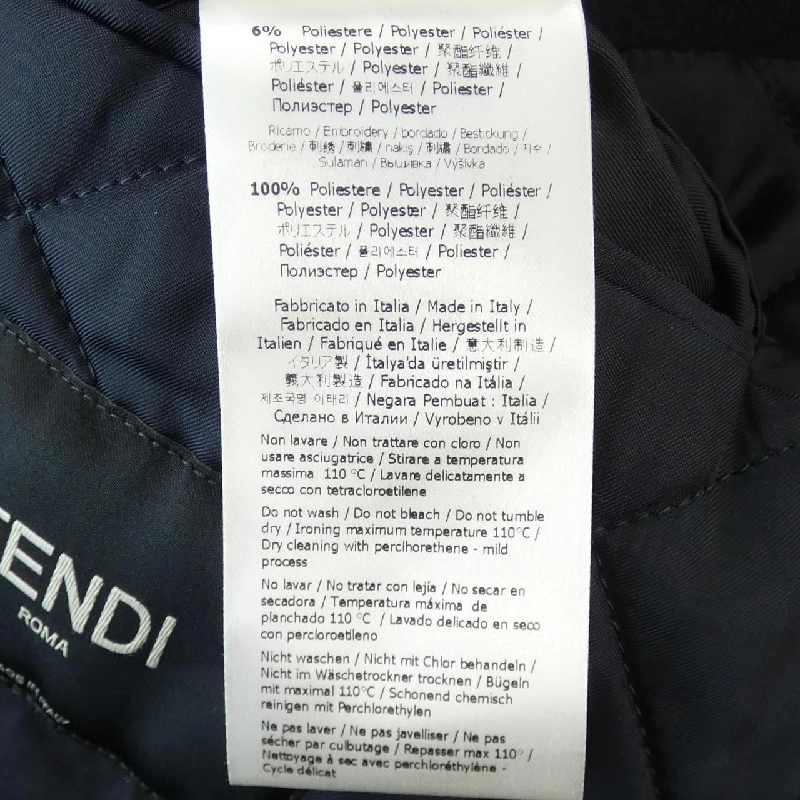 6% Poliestere / Polyester / Poliéster /
Polyester / Polyester / 聚酯纤维 /
ポリエステル / Polyester / 聚酯纖維 /
Poliéster / 폴리에스터 / Poliester /
Полиэстер / Polyester
Ricamo / Embroidery / bordado / Bestickung /
Broderie / 刺绣 / 刺繍 / nakış / 刺繡 / Bordado / 자수 /
Sulaman / Вышивка / Výšivka
100% Poliestere / Polyester / Poliéster /
Polyester / Polyester / 聚酯纤维 /
ポリエステル / Polyester / 聚酯纖維 /
Poliéster / 폴리에스터 / Poliester /
Полиэстер / Polyester
Fabbricato in Italia / Made in Italy /
Fabricado en Italia / Hergestellt in
Italien / Fabriqué en Italie / 意大利制造 /
イタリア製 / İtalya'da üretilmiştir /
義大利製造 / Fabricado na Itália /
제조국명 이태리 / Negara Pembuat : Italia /
Сделано в Италии / Vyrobeno v Itálii
Non lavare / Non trattare con cloro / Non
usare asciugatrice / Stirare a temperatura
massima 110 °C / Lavare delicatamente a
secco con tetracloroetilene
Do not wash / Do not bleach / Do not tumble
dry / Ironing maximum temperature 110°C /
Dry cleaning with perclhorethene - mild
process
No lavar / No tratar con lejía / No secar en
secadora / Temperatura máxima de
planchado 110 °C / Lavado delicado en seco
con percloroetileno
Nicht waschen / Nicht mit Chlor behandeln /
Nicht im Wäschetrockner trocknen / Bügeln
mit maximal 110°C / Schonend chemisch
reinigen mit Perchlorethylen
Ne pas laver / Ne pas javelliser / Ne pas
sécher par culbutage / Repasser max 110° /
Nettoyage à sec avec perchloréthylène -
Cycle délicat
FENDI
ROMA